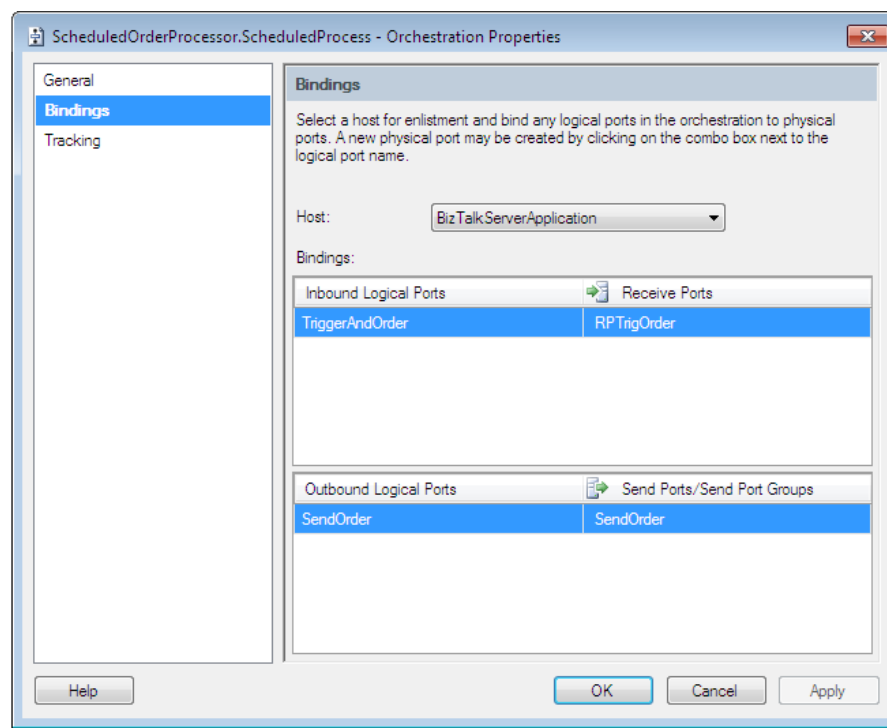 ScheduledOrderProcessor.ScheduledProcess - Orchestration Properties
General
Bindings
Tracking
Bindings
Select a host for enlistment and bind any logical ports in the orchestration to physical
ports. A new physical port may be created by clicking on the combo box next to the
logical port name.
Host: BizTalkServerApplication
Bindings:
Inbound Logical Ports Receive Ports
TriggerAndOrder RPTrigOrder
Outbound Logical Ports Send Ports/Send Port Groups
SendOrder SendOrder
Help OK Cancel Apply